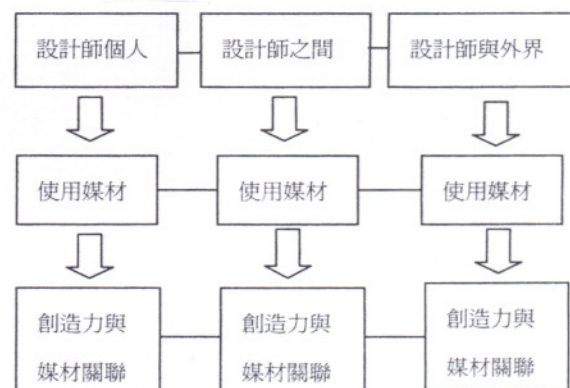 設計師個人
設計師之間
設計師與外界
使用媒材
使用媒材
使用媒材
創造力與
媒材關聯
創造力與
媒材關聯
創造力與
媒材關聯